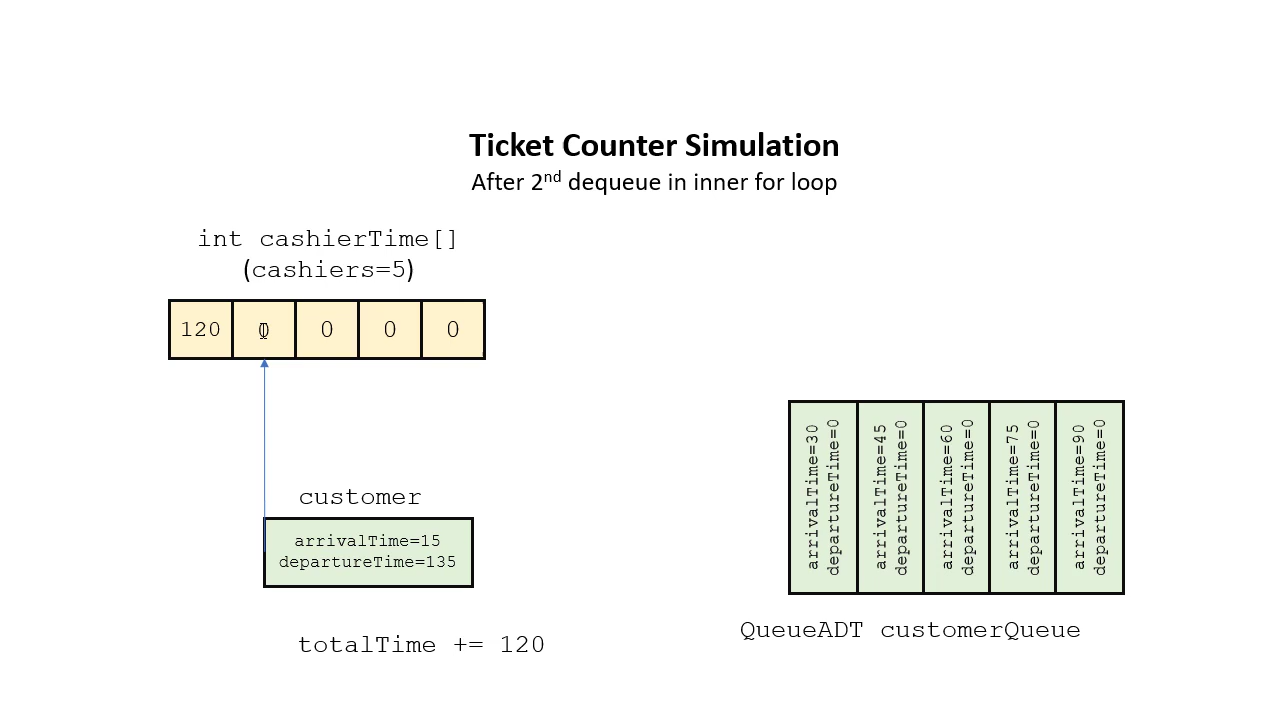 Ticket Counter Simulation
After 2nd dequeue in inner for loop
int cashierTime[]
(cashiers=5)
120 0 0 0 0
customer
arrivalTime=15
departureTime=135
totalTime += 120
arrivalTime=30
departureTime=0
arrivalTime=45
departureTime=0
arrivalTime=60
departureTime=0
arrivalTime=75
departureTime=0
arrivalTime=90
departureTime=0
QueueADT customerQueue